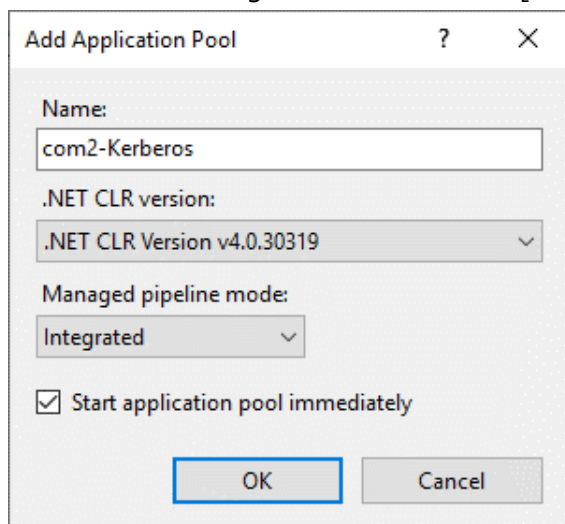 Add Application Pool ? ×
Name:
com2-Kerberos
.NET CLR version:
.NET CLR Version v4.0.30319
Managed pipeline mode:
Integrated
Start application pool immediately
OK Cancel